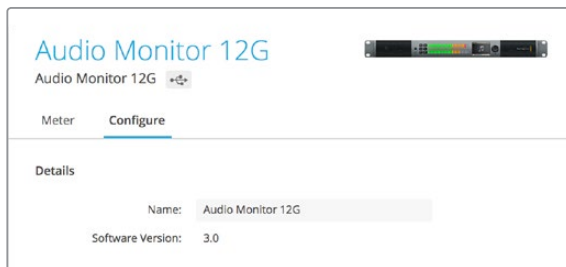 Audio Monitor 12G
Audio Monitor 12G
Meter Configure
Details
Name: Audio Monitor 12G
Software Version: 3.0